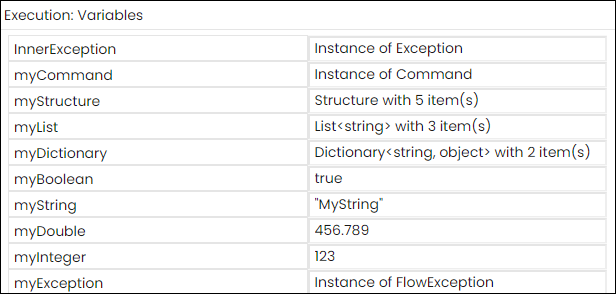 Execution: Variables
InnerException Instance of Exception
myCommand Instance of Command
myStructure Structure with 5 item(s)
myList List<string> with 3 item(s)
myDictionary Dictionary<string, object> with 2 item(s)
myBoolean true
myString "MyString"
myDouble 456.789
myInteger 123
myException Instance of FlowException